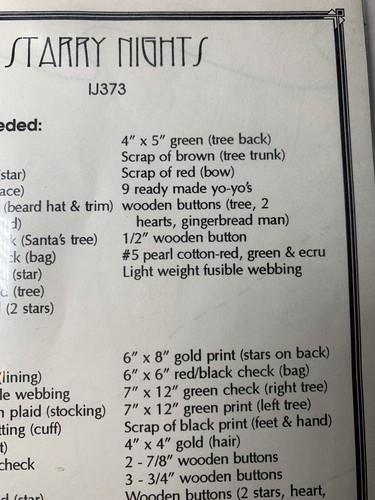 STARRY NIGHTS
IJ373
eded:
4" x 5" green (tree back)
Scrap of brown (tree trunk)
star) Scrap of red (bow)
ace) 9 ready made yo-yo's
(beard hat & trim) wooden buttons (tree, 2
d) hearts, gingerbread man)
k (Santa's tree) 1/2" wooden button
ck (bag) #5 pearl cotton-red, green & ecru
(star) Light weight fusible webbing
(tree)
(2 stars)
6" x 8" gold print (stars on back)
(lining) 6" x 6" red/black check (bag)
le webbing 7" x 12" green check (right tree)
n plaid (stocking) 7" x 12" green print (left tree)
tting (cuff) Scrap of black print (feet & hand)
t) 4" x 4" gold (hair)
check 2 - 7/8" wooden buttons
3 - 3/4" wooden buttons
d (star) Wooden buttons (2 stars, heart,